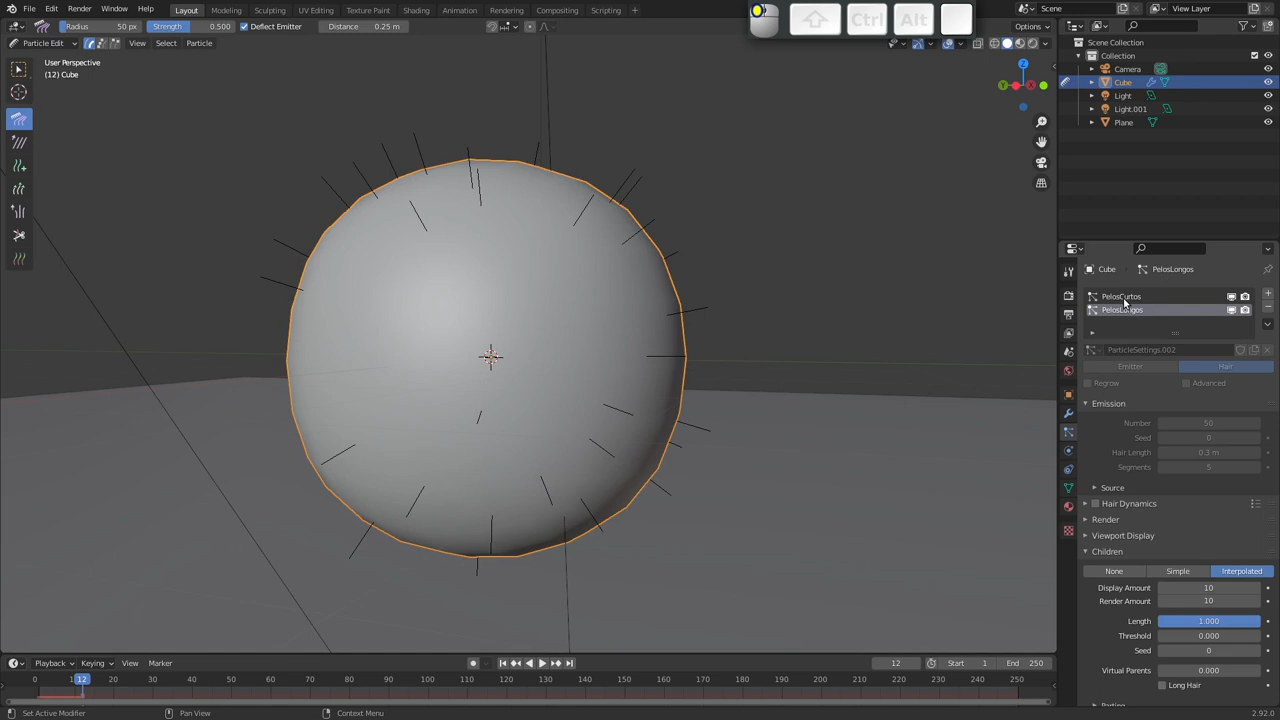 File Edit Render Window Help Layout Modeling Sculpting UV Editing Texture Paint Shading Animation Rendering Compositing Scripting + Scene View Layer
Radius 50 px Strength 0.500 Deflect Emitter Distance 0.25 m Options
Particle Edit View Select Particle
Ctrl Alt
User Perspective
(12) Cube
Z
Scene Collection
Collection
Camera
Cube
Light
Light.001
Plane
Cube PelosLongos
PelosCurtos
PelosLongos
ParticleSettings.002
Emitter Hair
Regrow Advanced
Emission
Number 50
Seed 0
Hair Length 0.3 m
Segments 5
Source
Hair Dynamics
Render
Viewport Display
Children
None Simple Interpolated
Display Amount 10
Render Amount 10
Length 1.000
Threshold 0.000
Seed 0
Virtual Parents 0.000
Long Hair
Playback Keying View Marker 12 Start 1 End 250
0 12 20 30 40 50 60 70 80 90 100 110 120 130 140 150 160 170 180 190 200 210 220 230 240 250
Set Active Modifier Pan View Context Menu 2.92.0